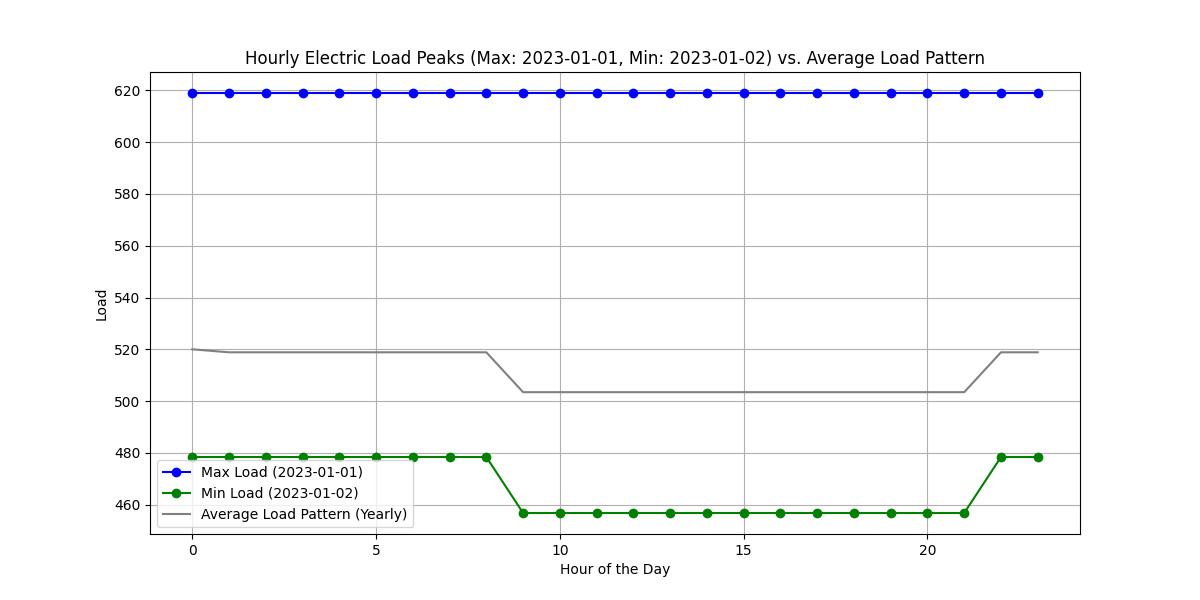 Hourly Electric Load Peaks (Max: 2023-01-01, Min: 2023-01-02) vs. Average Load Pattern
620
600
580
560
540
520
500
480
460
Load
Max Load (2023-01-01)
Min Load (2023-01-02)
Average Load Pattern (Yearly)
0 5 10 15 20
Hour of the Day